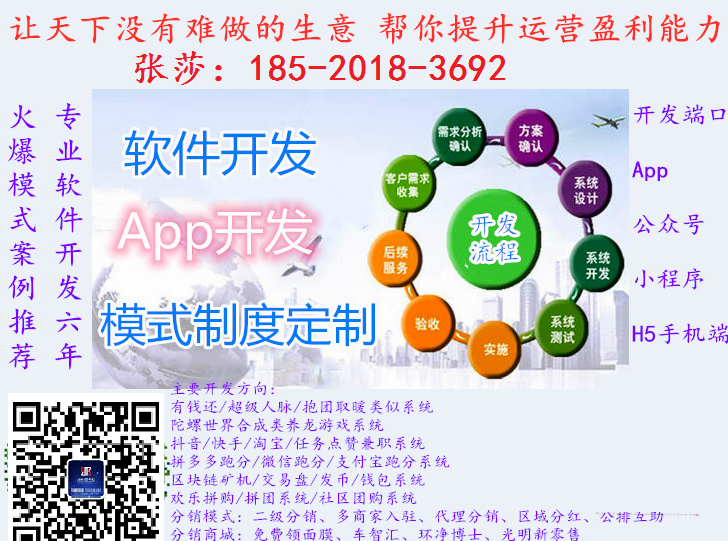 让天下没有难做的生意 帮你提升运营盈利能力
张莎：185-2018-3692
火爆模式案例推荐
专业软件开发六年
软件开发
App开发
模式制度定制
需求分析
确认
方案
确认
系统
设计
系统
开发
系统
测试
实施
验收
后续
服务
客户需求
收集
开发
流程
开发端口
App
公众号
小程序
H5手机端
主要开发方向：
有钱还/超级人脉/抱团取暖类似系统
陀螺世界合成类养龙游戏系统
抖音/快手/淘宝/任务点赞兼职系统
拼多多跑分/微信跑分/支付宝跑分系统
区块链矿机/交易盘/发币/钱包系统
欢乐拼购/拼团系统/社区团购系统
分销模式：二级分销、多商家入驻、代理分销、区域分红、公排互助
分销商城：免费领面膜、车智汇、环净博士、光明新零售